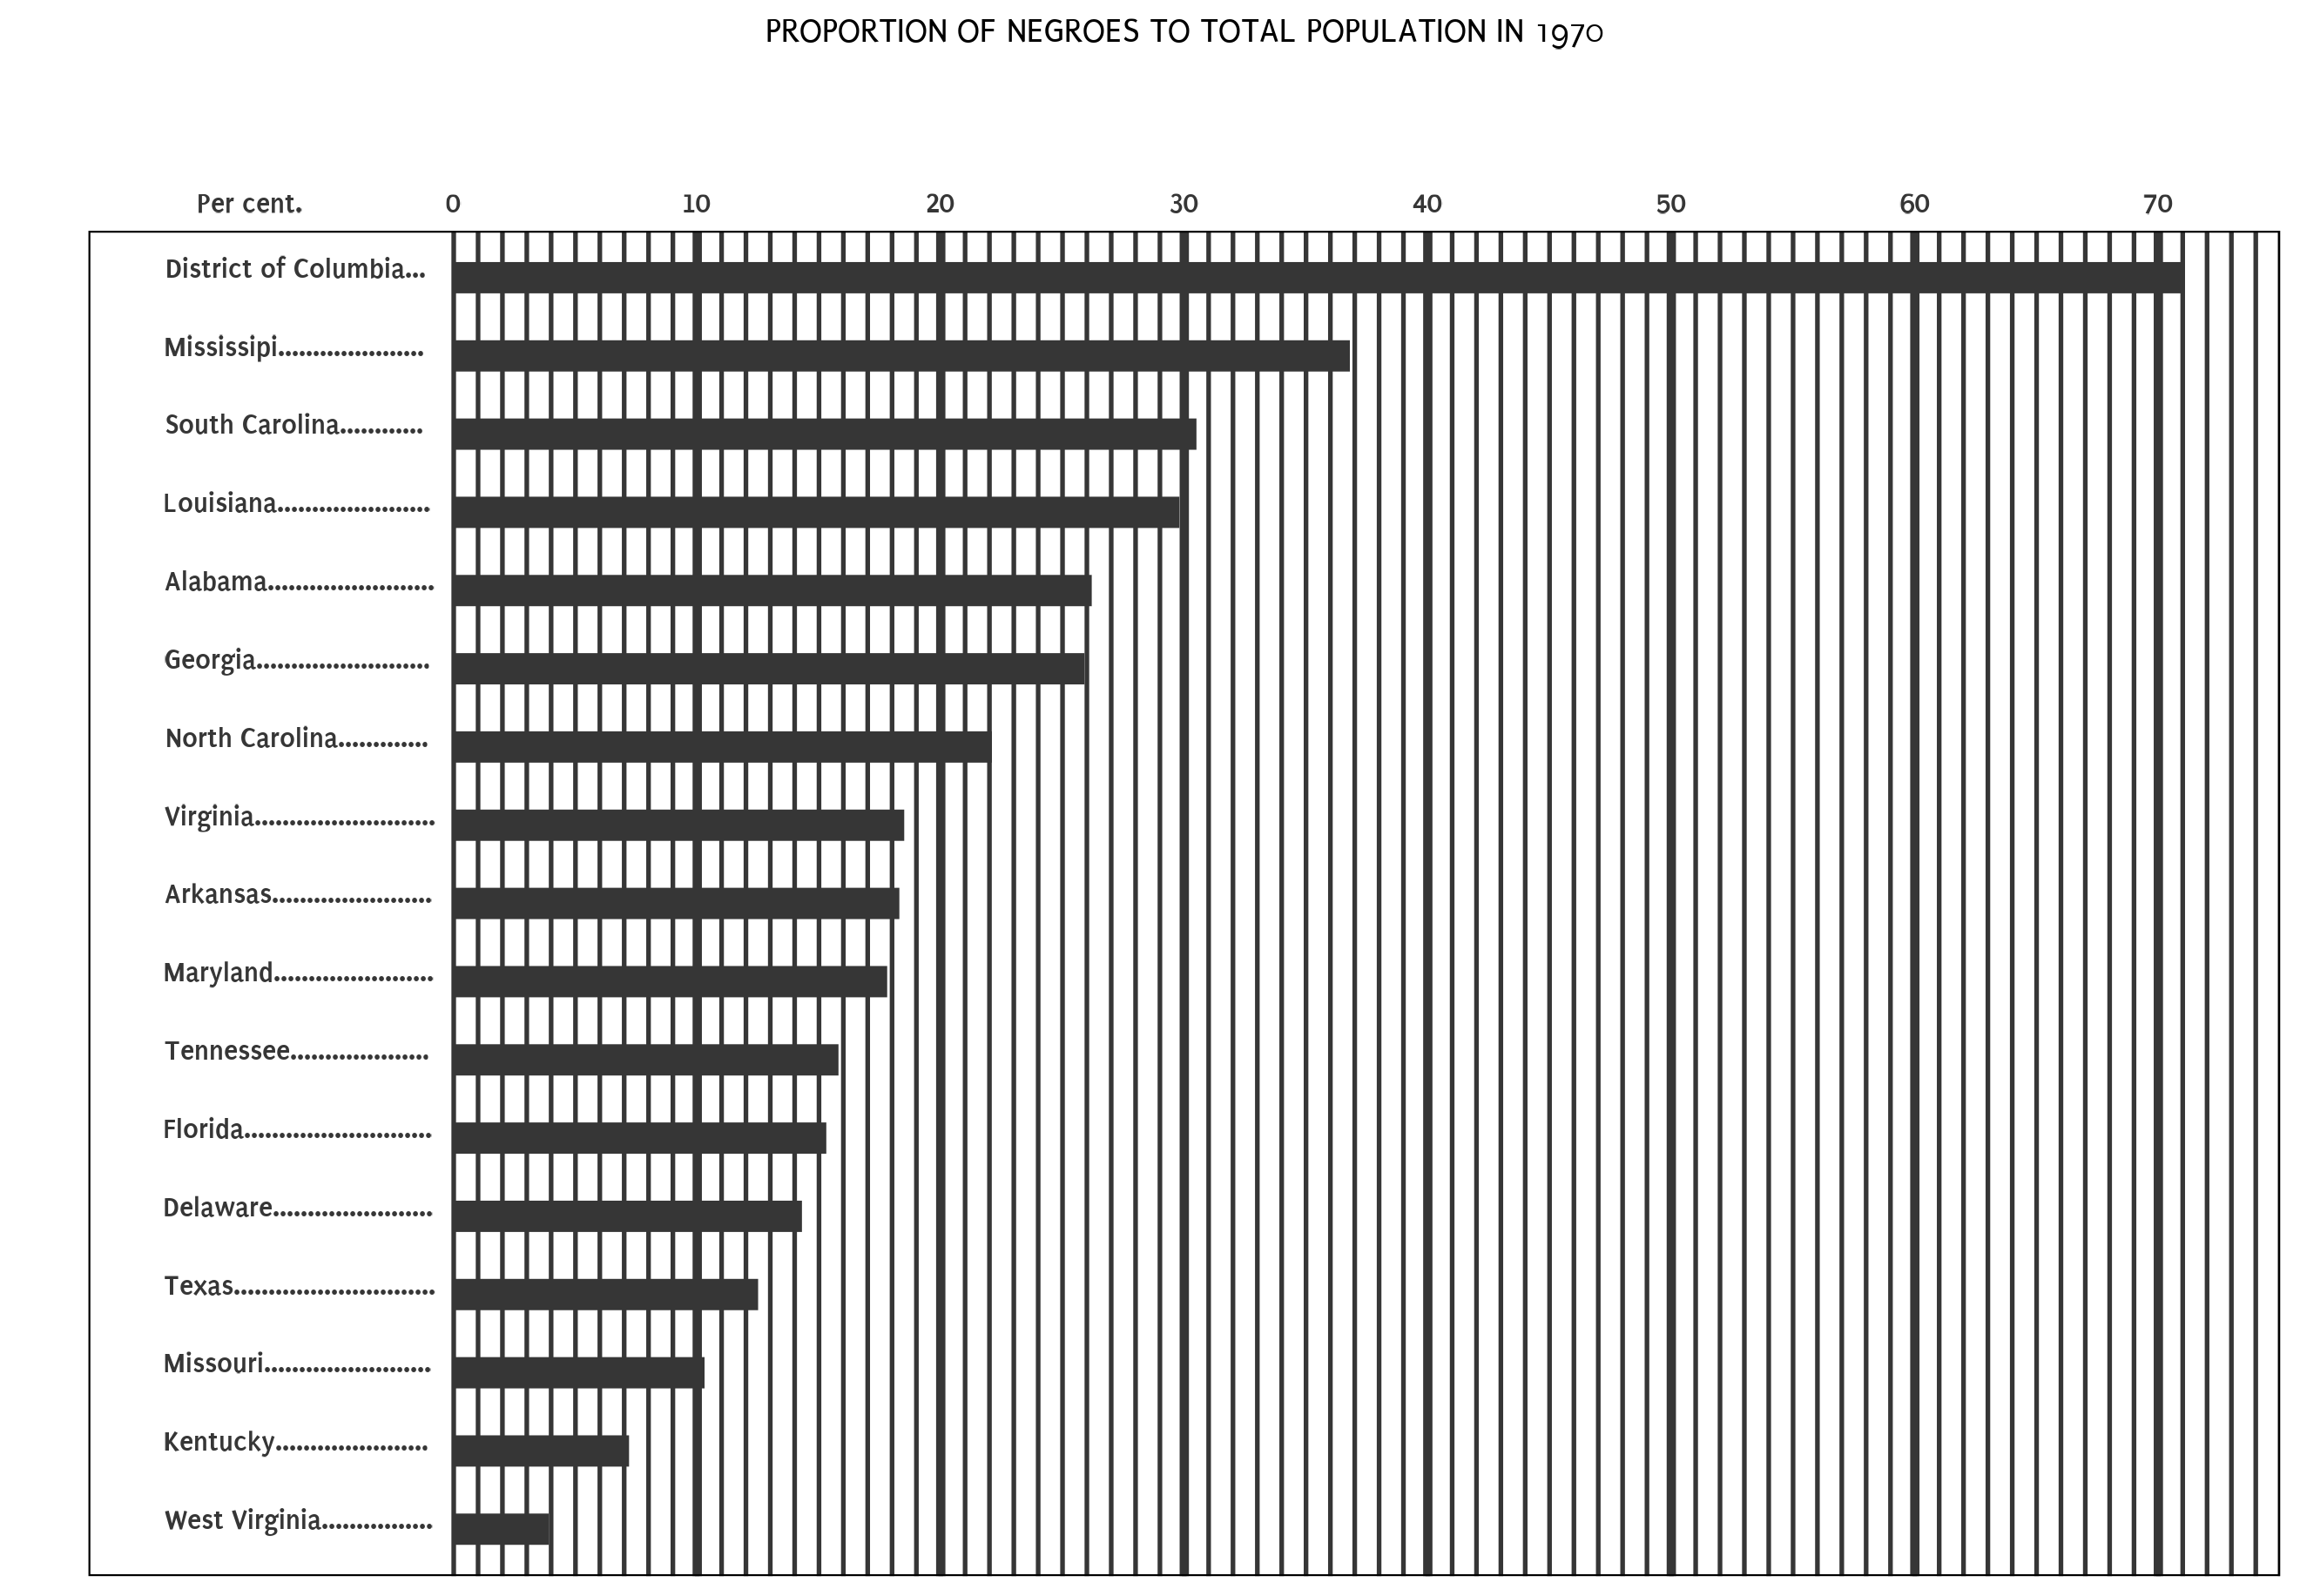 PROPORTION OF NEGROES TO TOTAL POPULATION IN 1970
Per cent. 0 10 20 30 40 50 60 70
District of Columbia...
Mississipi.....................
South Carolina............
Louisiana......................
Alabama........................
Georgia.........................
North Carolina.............
Virginia..........................
Arkansas.......................
Maryland.......................
Tennessee....................
Florida...........................
Delaware.......................
Texas.............................
Missouri........................
Kentucky......................
West Virginia................